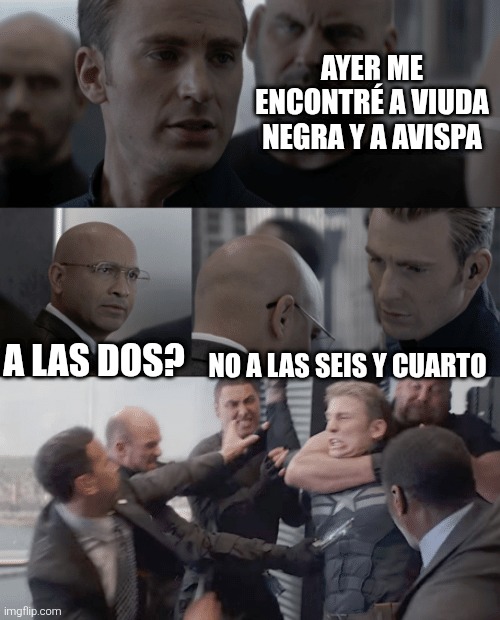 AYER ME
ENCONTRÉ A VIUDA
NEGRA Y A AVISPA
A LAS DOS?
NO A LAS SEIS Y CUARTO
imgflip.com